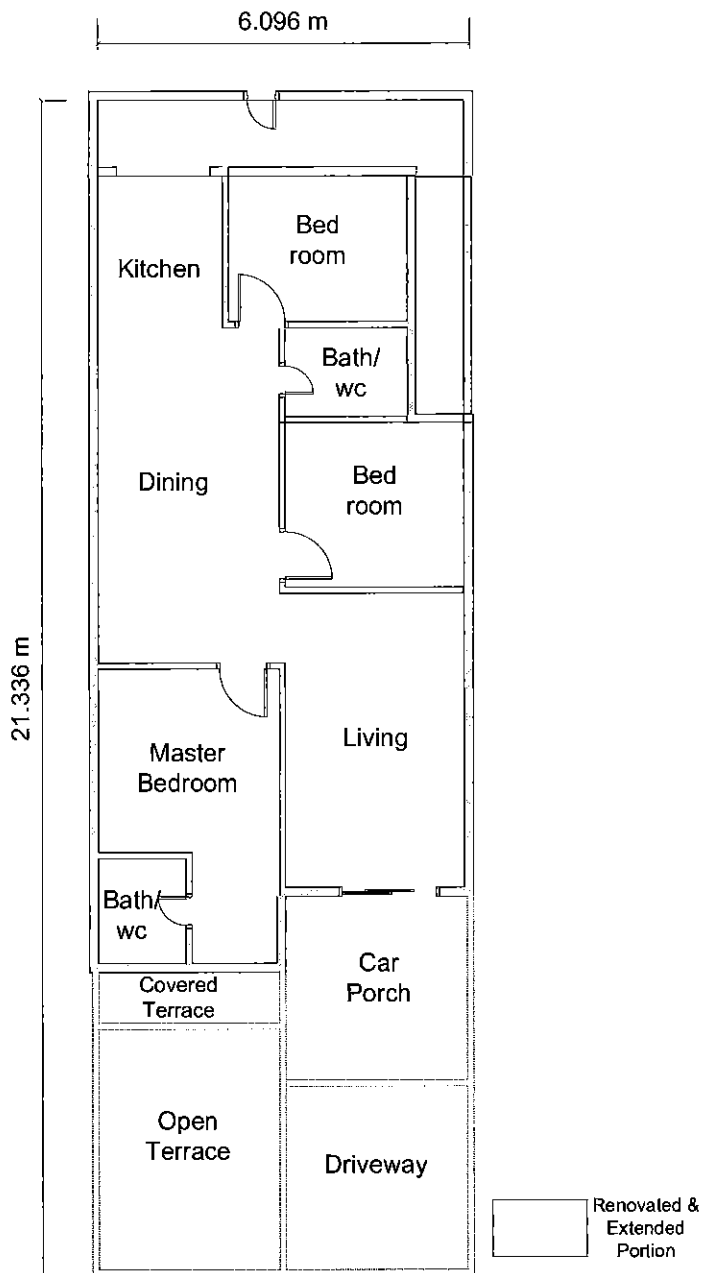 6.096 m
Bed
room
Kitchen
Bath/
wc
Dining
Bed
room
21.336 m
Living
Master
Bedroom
Bath/
wc
Car
Porch
Covered
Terrace
Open
Terrace
Driveway
Renovated &
Extended
Portion